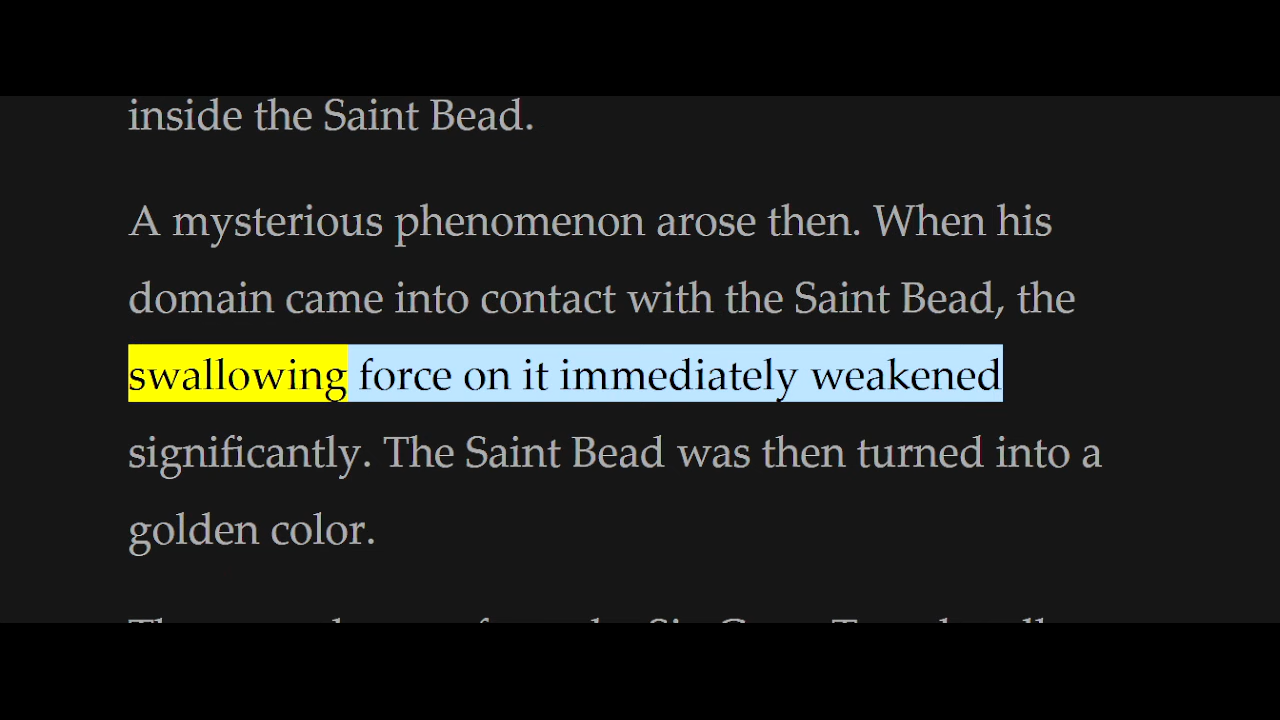 inside the Saint Bead.
A mysterious phenomenon arose then. When his
domain came into contact with the Saint Bead, the
swallowing force on it immediately weakened
significantly. The Saint Bead was then turned into a
golden color.